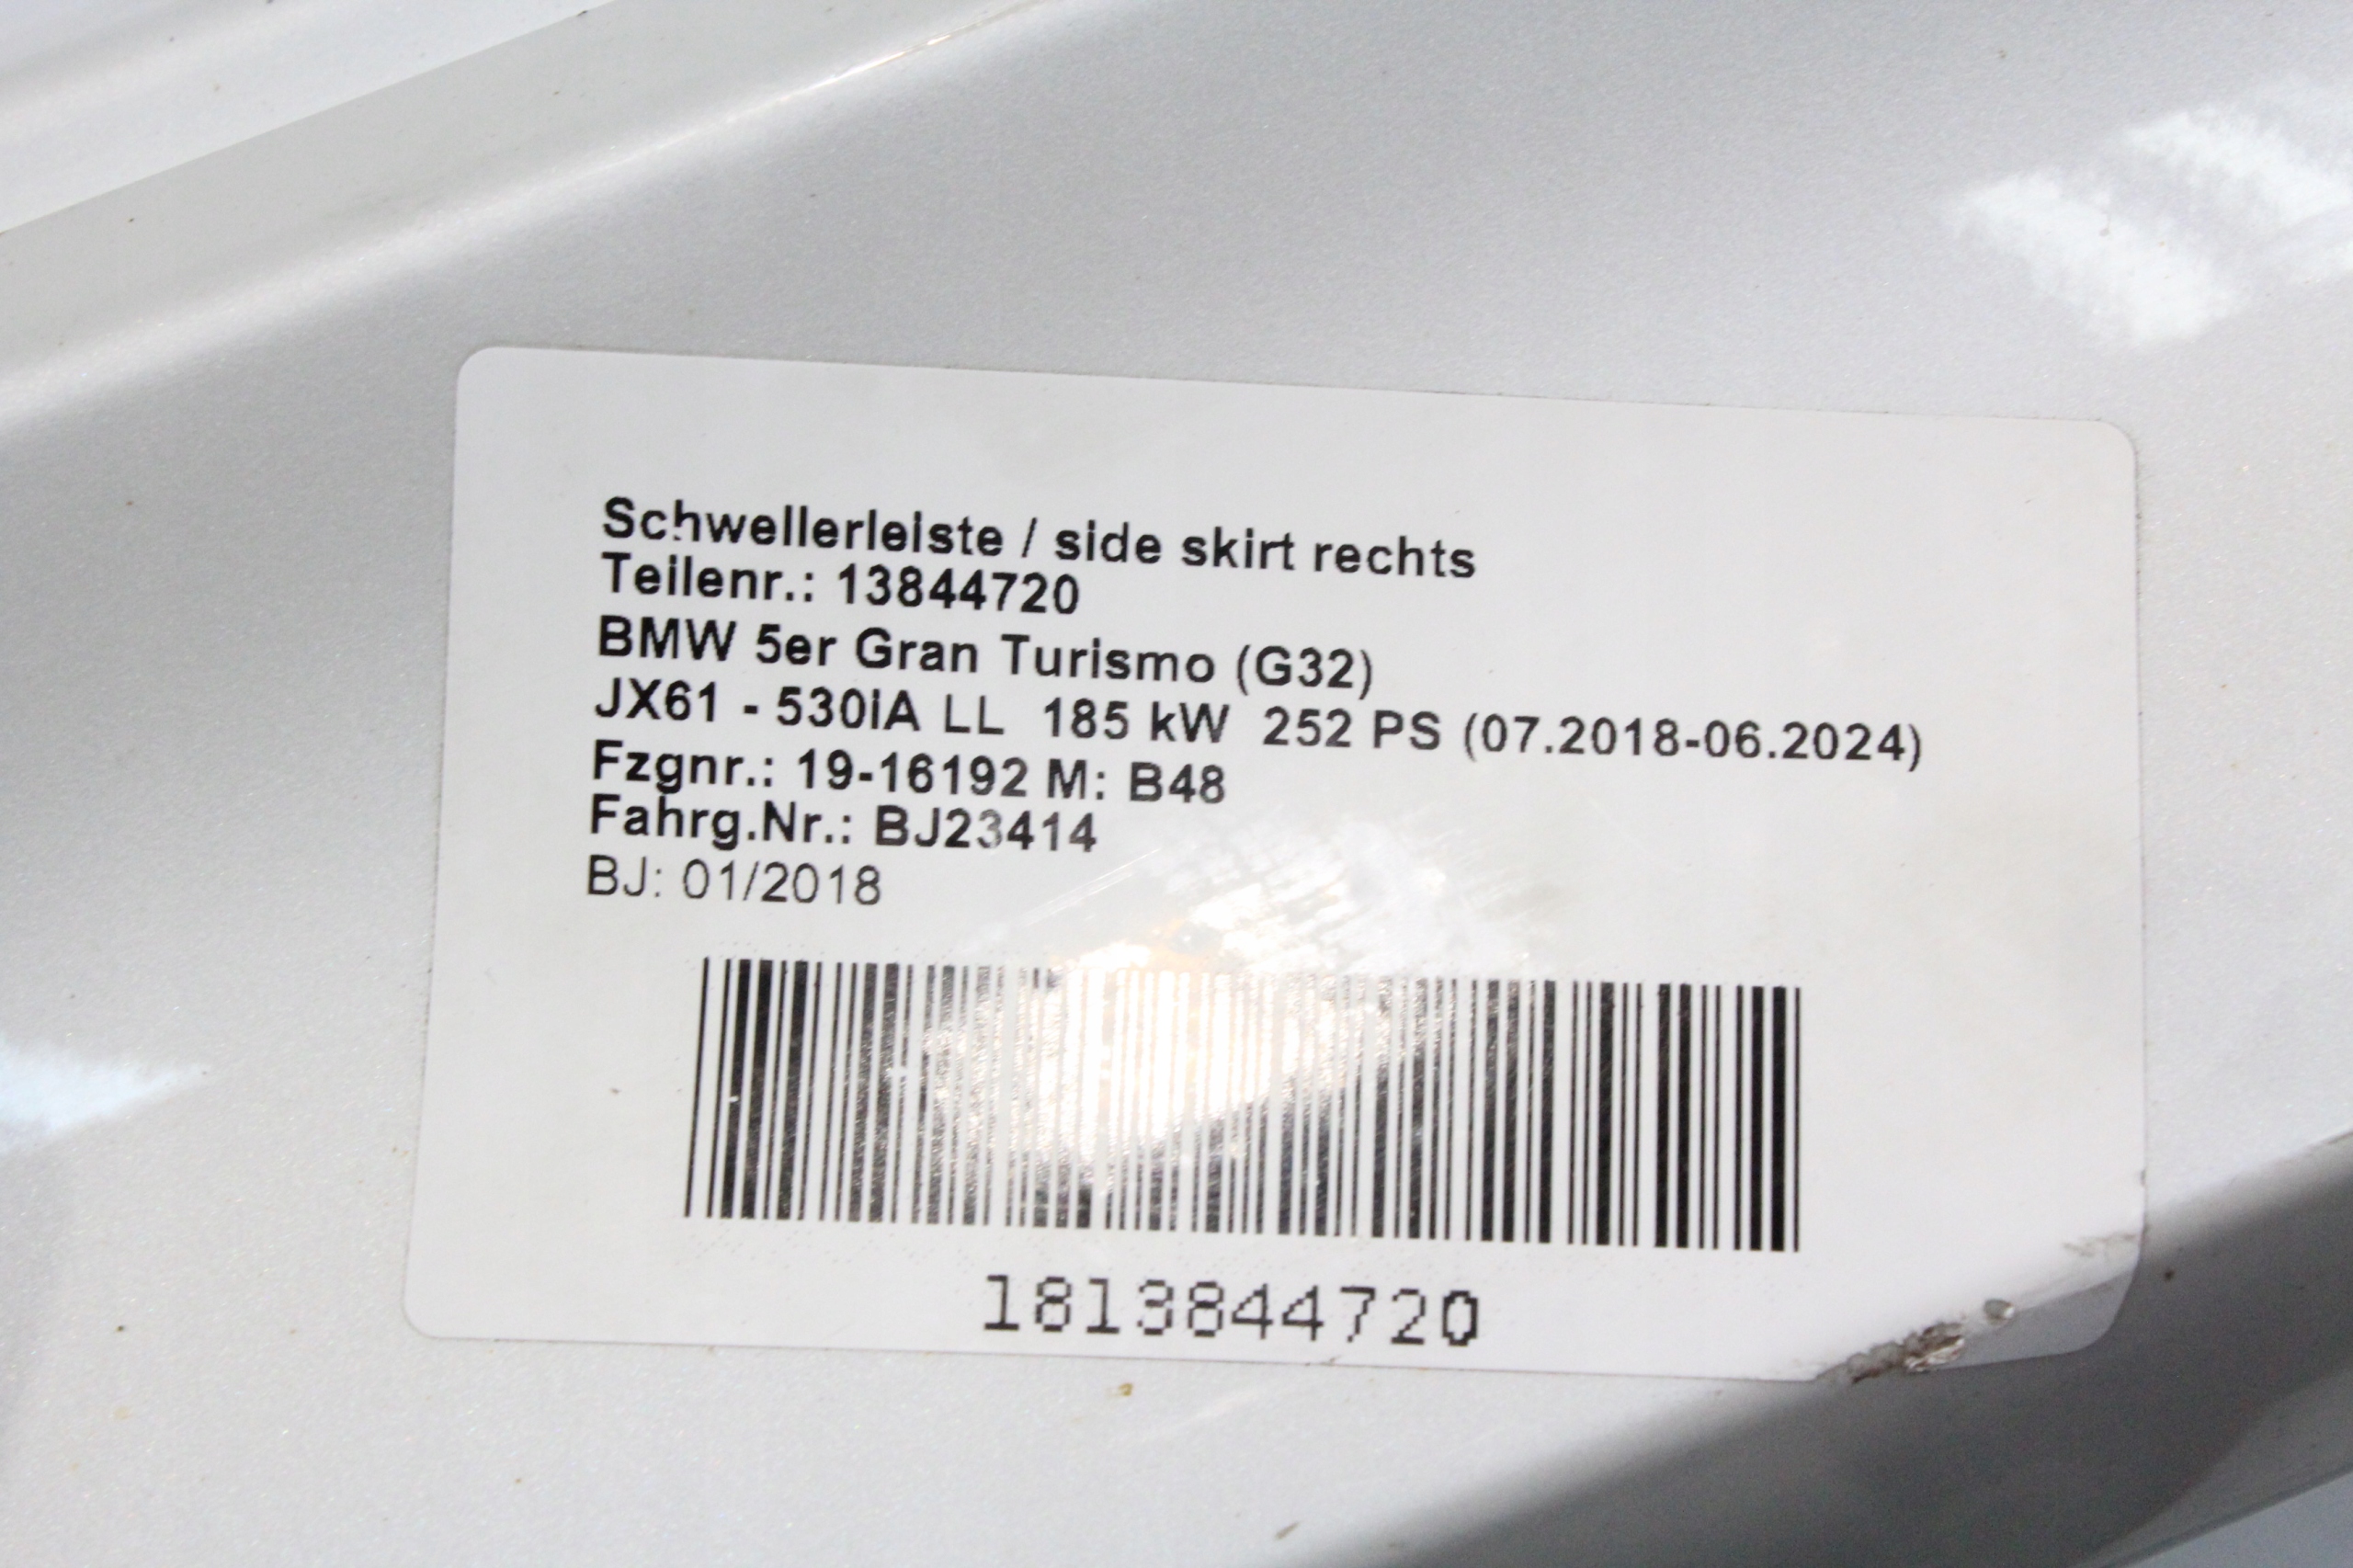 Schwellerleiste / side skirt rechts
Teilenr.: 13844720
BMW 5er Gran Turismo (G32)
JX61 - 530iA LL 185 kW 252 PS (07.2018-06.2024)
Fzgnr.: 19-16192 M: B48
Fahrg.Nr.: BJ23414
BJ: 01/2018
1813844720